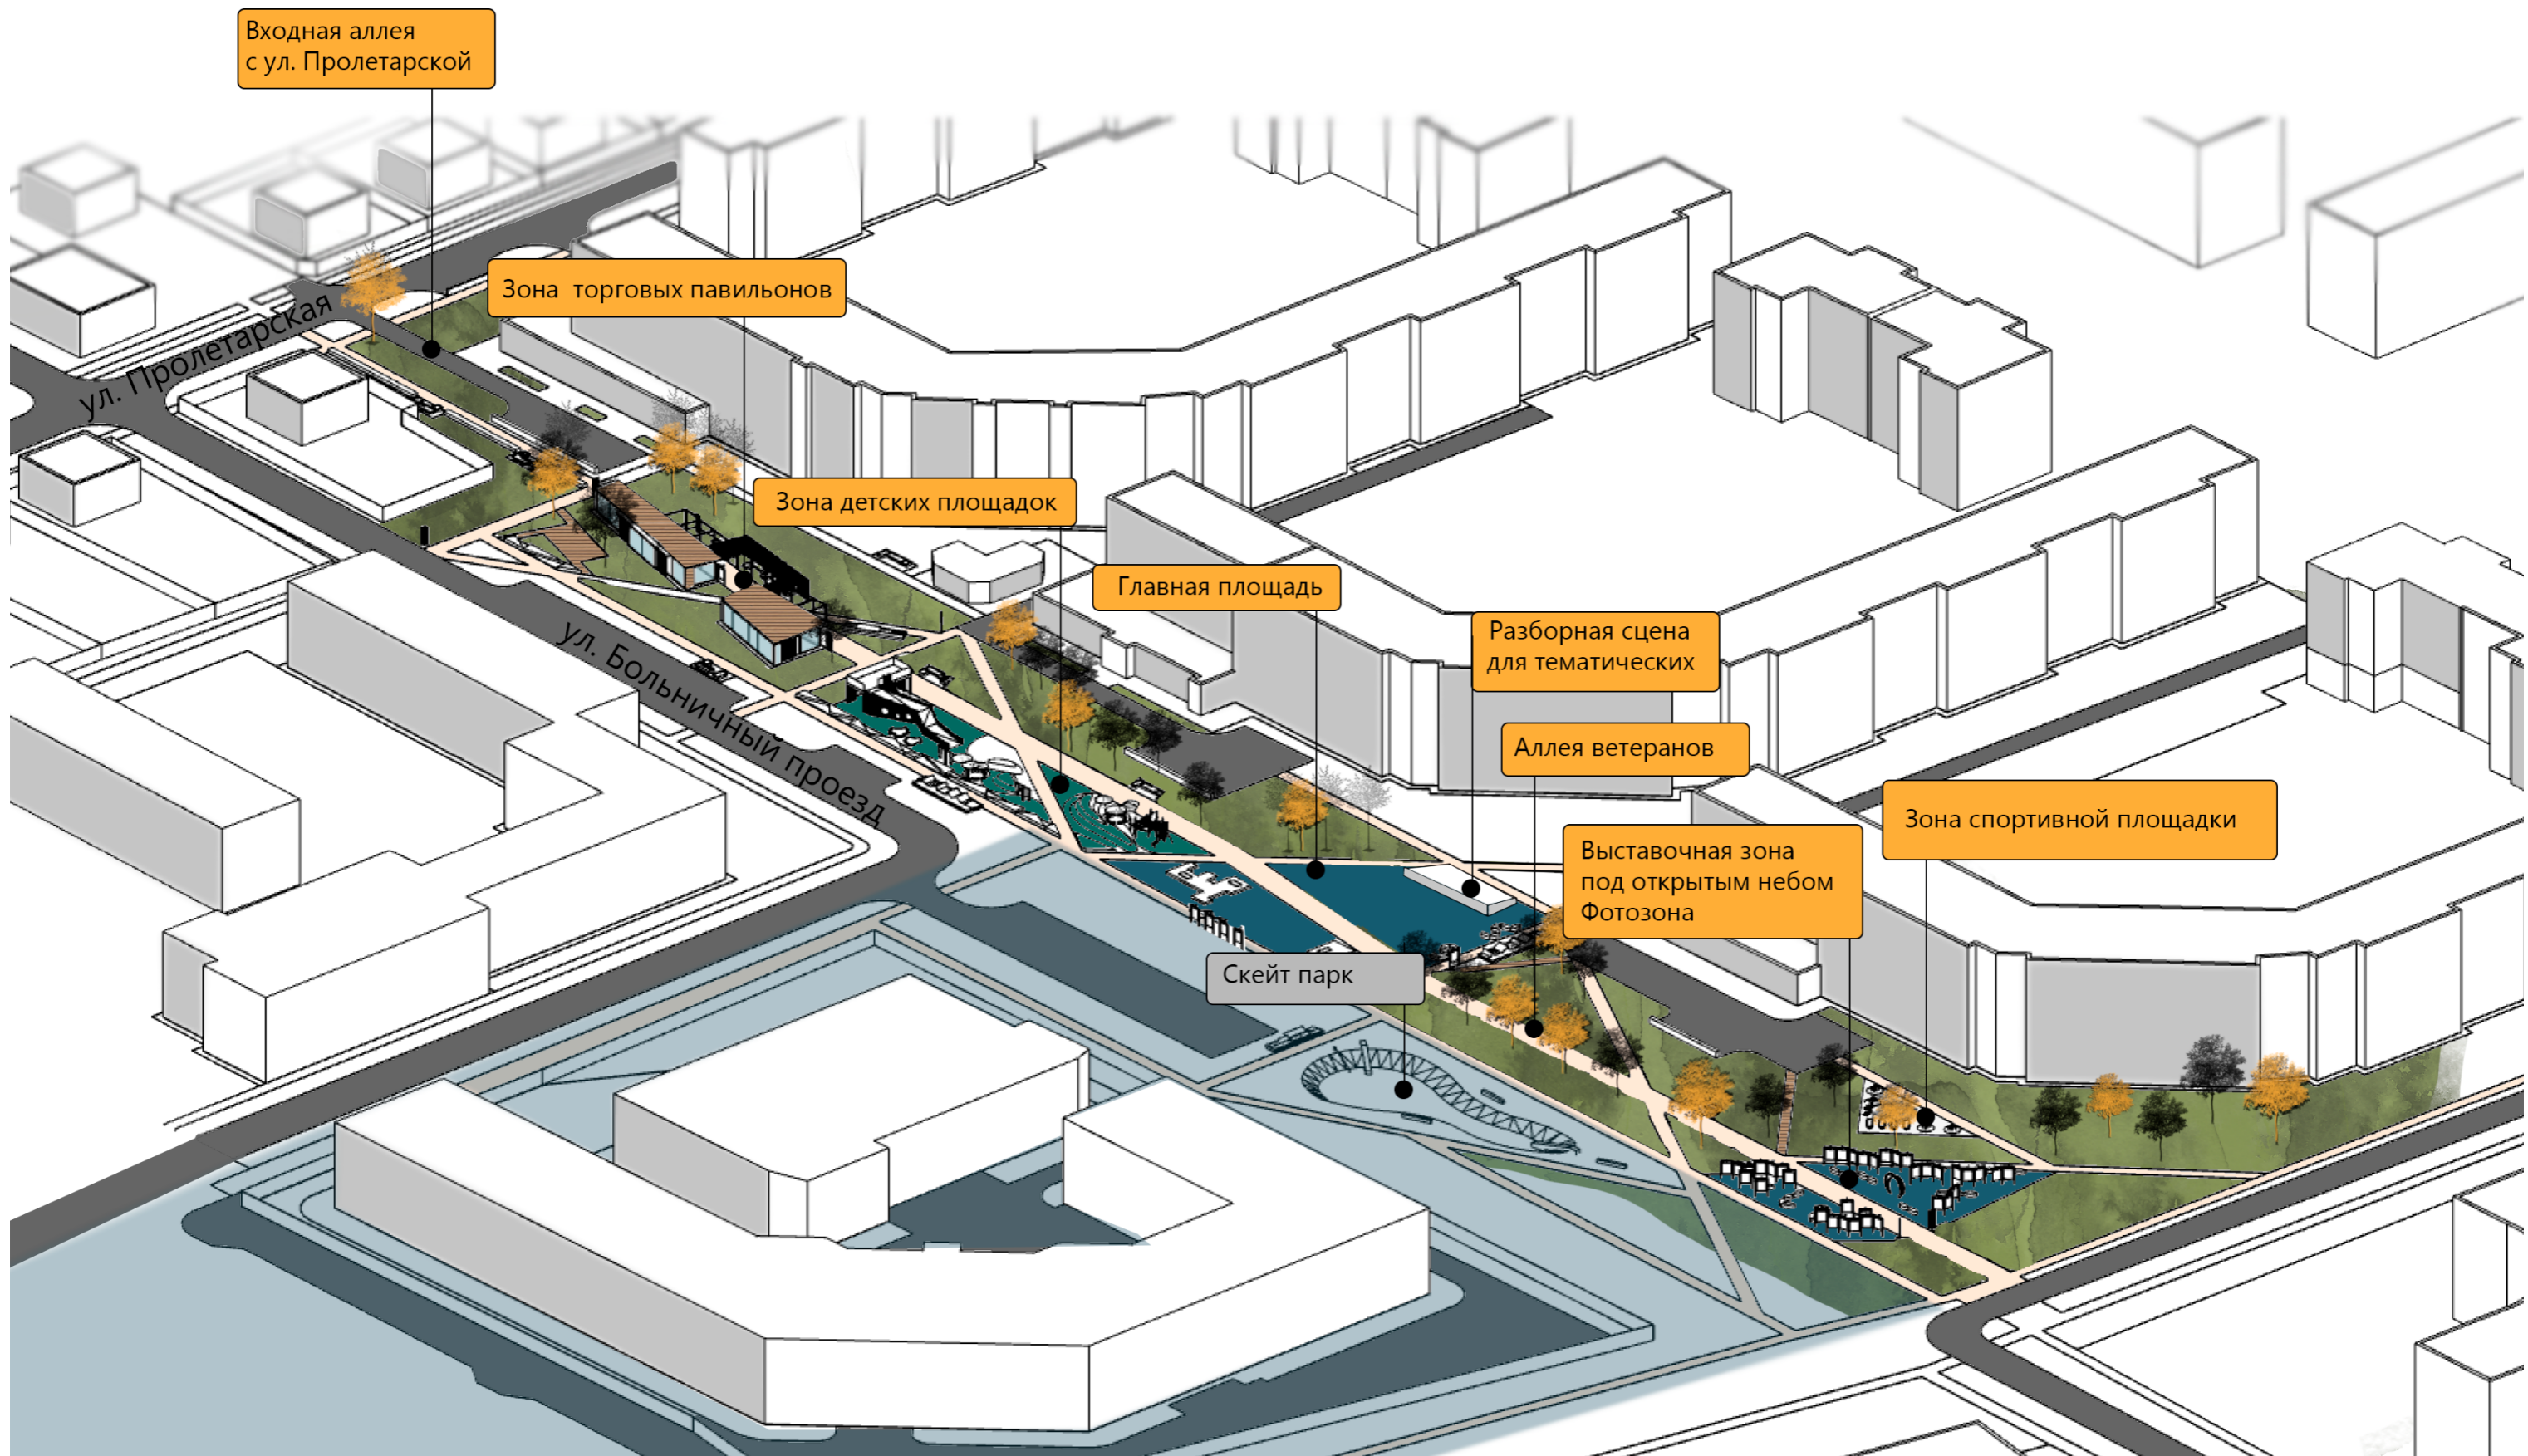 Входная аллея
с ул. Пролетарской
Зона торговых павильонов
ул. Пролетарская
Зона детских площадок
Главная площадь
Разборная сцена
для тематических
ул. Больничный проезд
Аллея ветеранов
Зона спортивной площадки
Выставочная зона
под открытым небом
Фотозона
Скейт парк